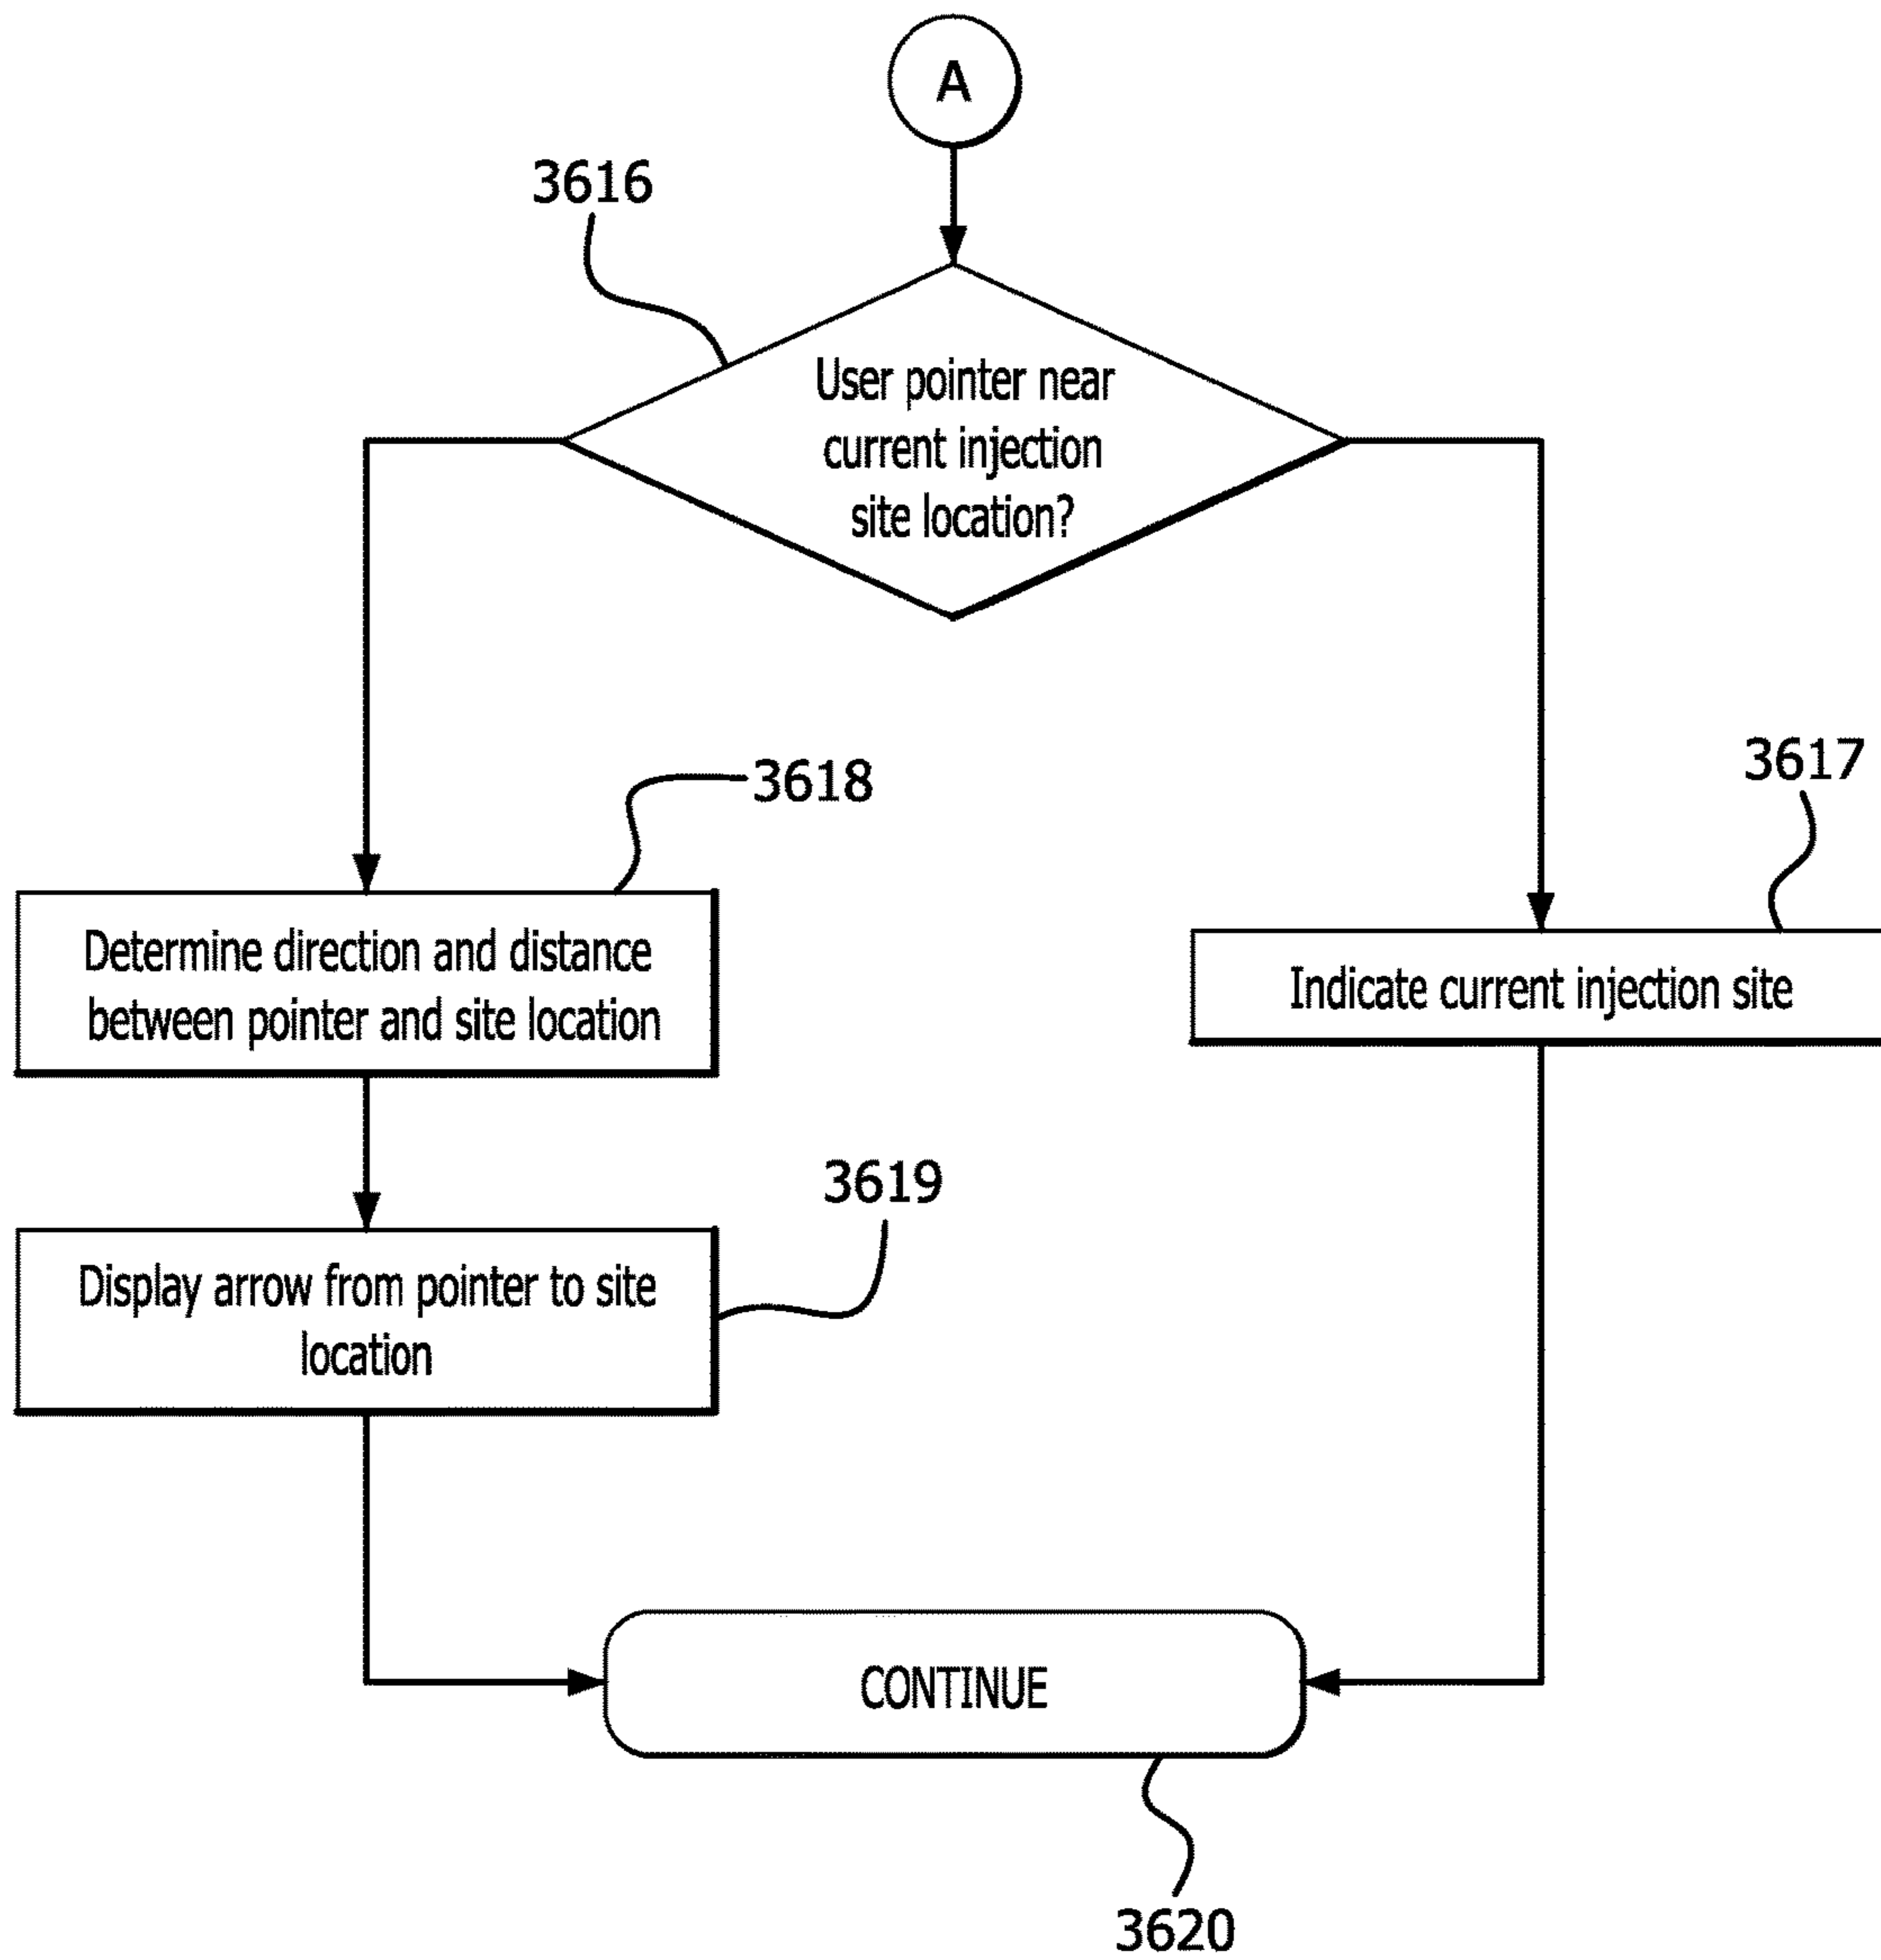 A
3616
User pointer near
current injection
site location?
3618
3617
Determine direction and distance
between pointer and site location
Indicate current injection site
3619
Display arrow from pointer to site
location
CONTINUE
3620